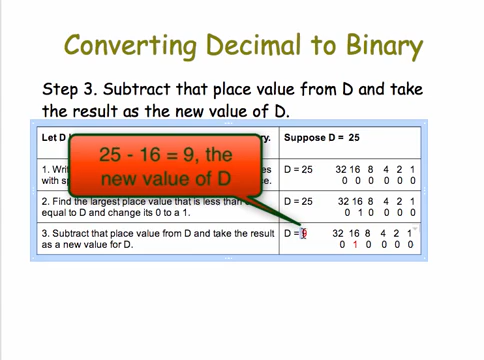 Converting Decimal to Binary
Step 3. Subtract that place value from D and take
the result as the new value of D.
Let D
Suppose D = 25
25 - 16 = 9, the
new value of D
1. 
D = 25 32 16 8 4 2 1
with
0 0 0 0 0 0
2. Find the largest place value that is less than
D = 25 32 16 8 4 2 1
equal to D and change its 0 to a 1.
0 1 0 0 0 0
3. Subtract that place value from D and take the result
D = 9 32 16 8 4 2 1
as a new value for D.
0 1 0 0 0 0